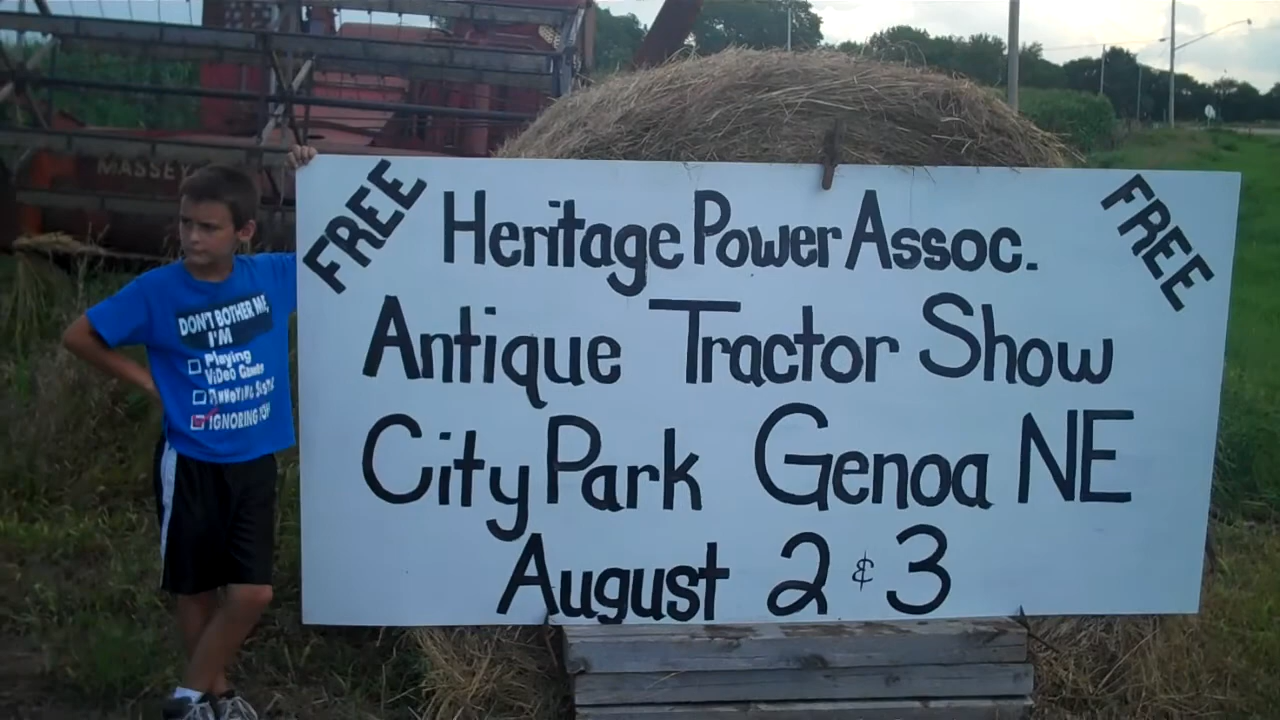 MASSEY
FREE
Heritage Power Assoc.
FREE
Antique Tractor Show
City Park Genoa NE
August 2 & 3
DON'T BOTHER ME,
I'M
Playing
Video Games
IGNORING YOU